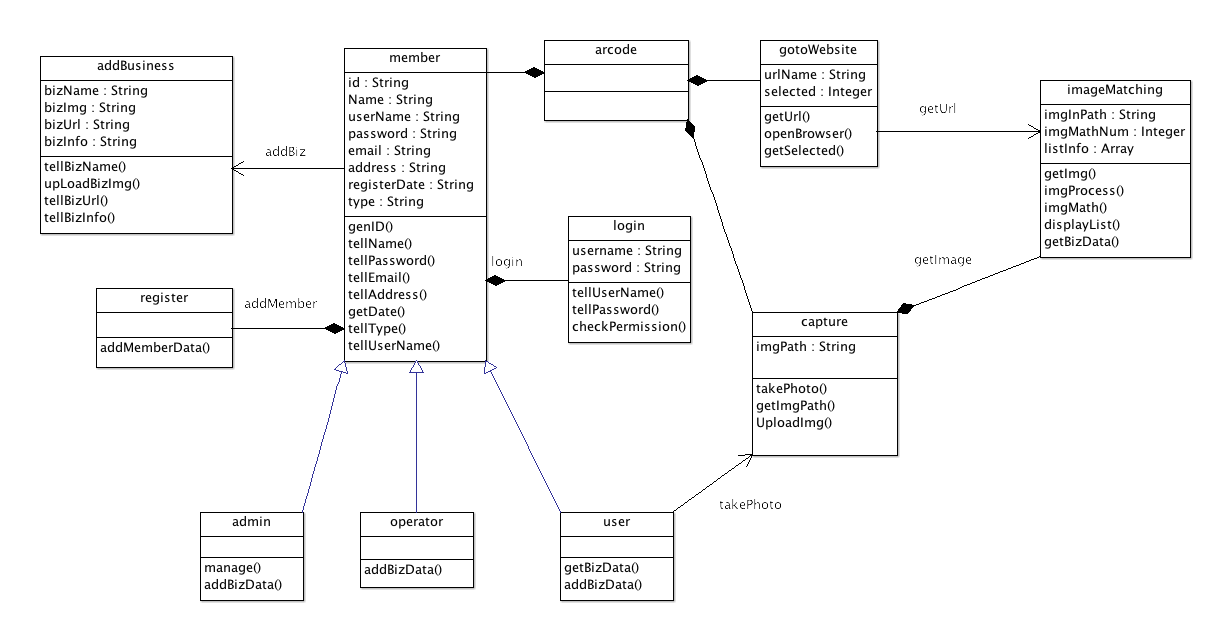 addBusiness
bizName : String
bizImg : String
bizUrl : String
bizInfo : String
tellBizName()
upLoadBizImg()
tellBizUrl()
tellBizInfo()
addBiz
member
id : String
Name : String
userName : String
password : String
email : String
address : String
registerDate : String
type : String
genID()
tellName()
tellPassword()
tellEmail()
tellAddress()
getDate()
tellType()
tellUserName()
arcode
gotoWebsite
urlName : String
selected : Integer
getUrl()
openBrowser()
getSelected()
getUrl
imageMatching
imgInPath : String
imgMathNum : Integer
listInfo : Array
getImg()
imgProcess()
imgMath()
displayList()
getBizData()
login
login
username : String
password : String
tellUserName()
tellPassword()
checkPermission()
getImage
register
addMemberData()
addMember
capture
imgPath : String
takePhoto()
getImgPath()
UploadImg()
admin
manage()
addBizData()
operator
addBizData()
user
getBizData()
addBizData()
takePhoto